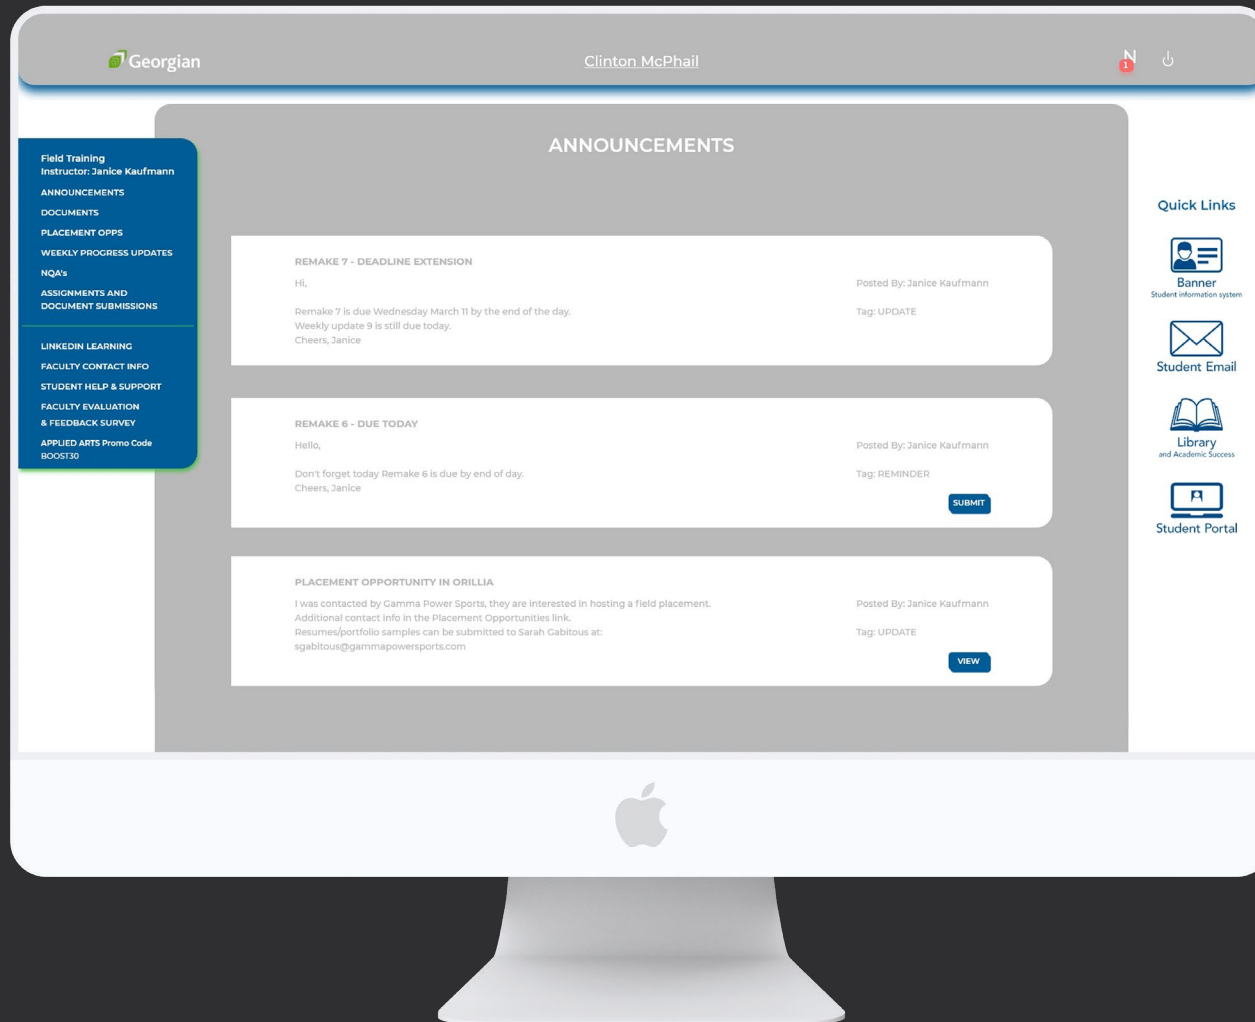 Georgian
Clinton McPhail
N
1
Field Training
Instructor: Janice Kaufmann
ANNOUNCEMENTS
DOCUMENTS
PLACEMENT OPPS
WEEKLY PROGRESS UPDATES
NQA's
ASSIGNMENTS AND
DOCUMENT SUBMISSIONS
LINKEDIN LEARNING
FACULTY CONTACT INFO
STUDENT HELP & SUPPORT
FACULTY EVALUATION
& FEEDBACK SURVEY
APPLIED ARTS Promo Code
BOOST30
ANNOUNCEMENTS
REMAKE 7 - DEADLINE EXTENSION
Hi,
Remake 7 is due Wednesday March 11 by the end of the day.
Weekly update 9 is still due today.
Cheers, Janice
Posted By: Janice Kaufmann
Tag: UPDATE
REMAKE 6 - DUE TODAY
Hello,
Don't forget today Remake 6 is due by end of day.
Cheers, Janice
Posted By: Janice Kaufmann
Tag: REMINDER
SUBMIT
PLACEMENT OPPORTUNITY IN ORILLIA
I was contacted by Gamma Power Sports, they are interested in hosting a field placement.
Additional contact info in the Placement Opportunities link.
Resumes/portfolio samples can be submitted to Sarah Gabitous at:
sgabitous@gammapowersports.com
Posted By: Janice Kaufmann
Tag: UPDATE
VIEW
Quick Links
Banner
Student information system
Student Email
Library
and Academic Success
Student Portal